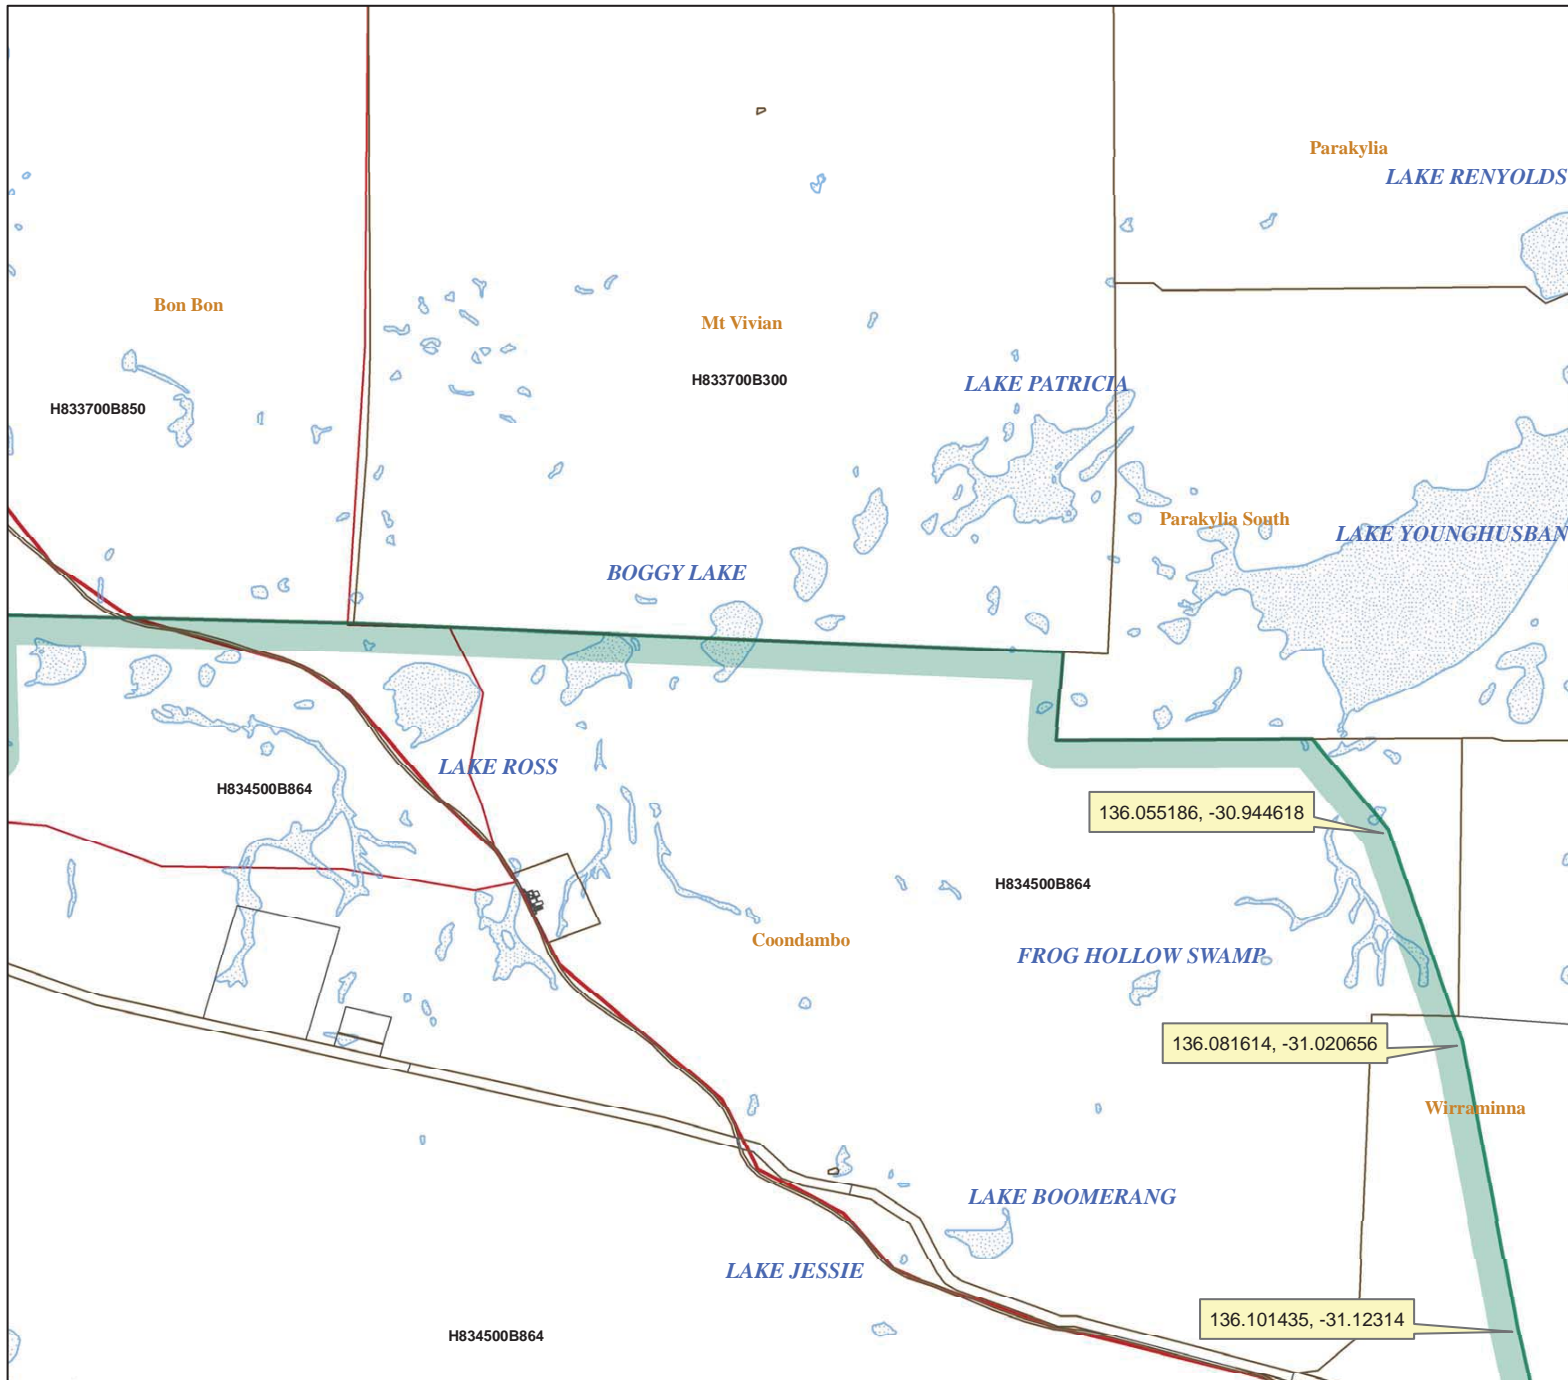 Parakylia
LAKE RENYOLDS
Bon Bon
Mt Vivian
H833700B300
LAKE PATRICIA
H833700B850
Parakylia South
LAKE YOUNGHUSBAN
BOGGY LAKE
LAKE ROSS
H834500B864
136.055186, -30.944618
H834500B864
Coondambo
FROG HOLLOW SWAMP
136.081614, -31.020656
Wirraminna
LAKE BOOMERANG
LAKE JESSIE
136.101435, -31.12314
H834500B864